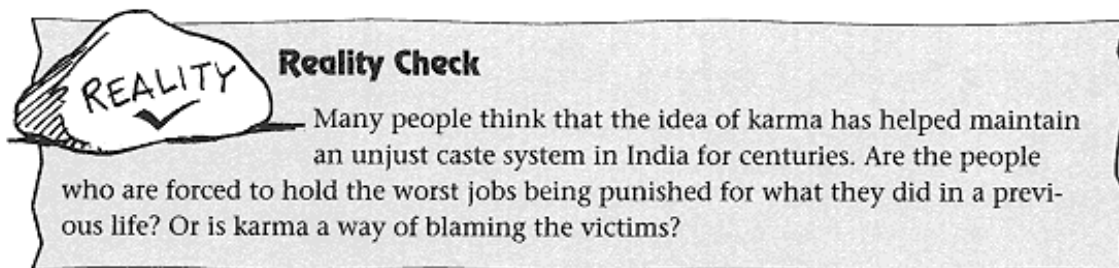 REALITY
Reality Check
Many people think that the idea of karma has helped maintain
an unjust caste system in India for centuries. Are the people
who are forced to hold the worst jobs being punished for what they did in a previ-
ous life? Or is karma a way of blaming the victims?